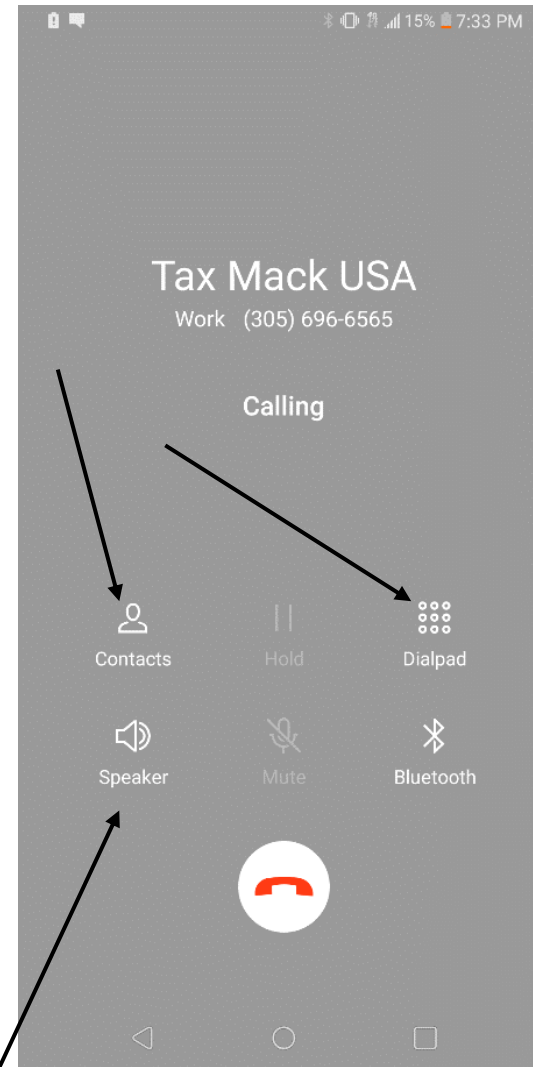 15% 7:33 PM
Tax Mack USA
Work (305) 696-6565
Calling
Contacts Hold Dialpad
Speaker Mute Bluetooth